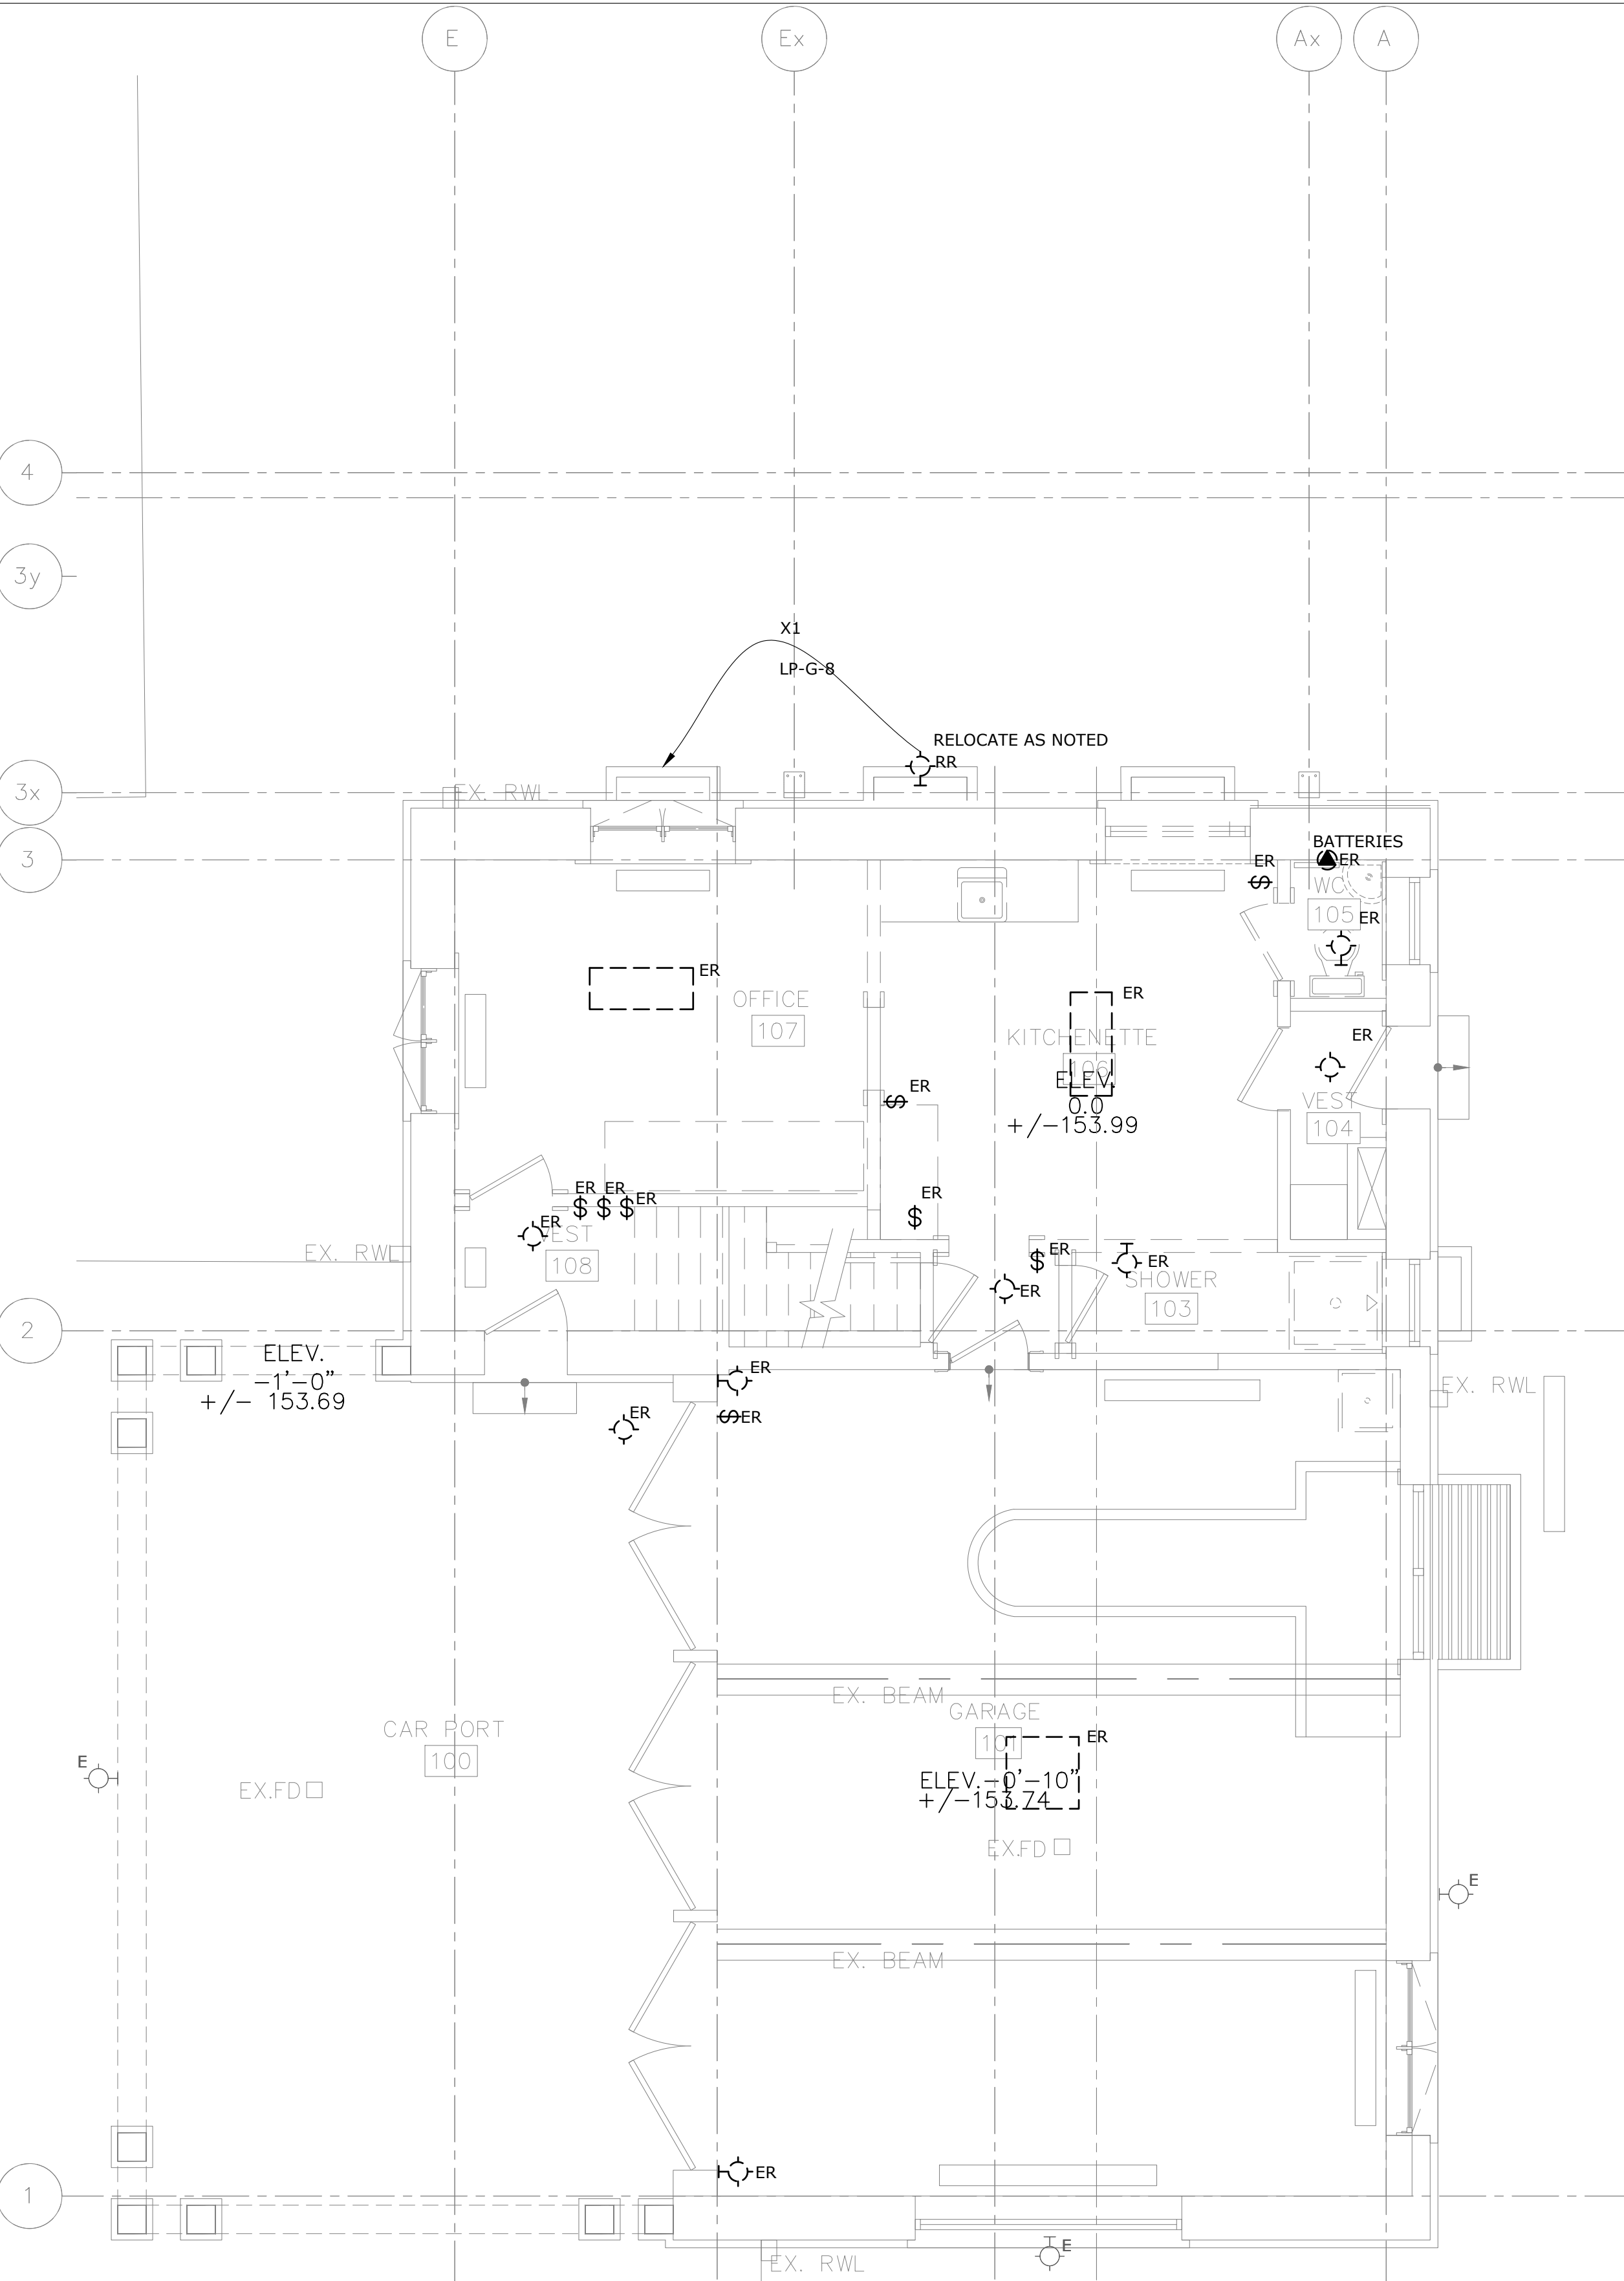 E
Ex
Ax
A
4
3y
X1
LP-G-8
RELOCATE AS NOTED
RR
3x
EX. RWL
3
BATTERIES
ER
ER
WC
105
ER
ER
OFFICE
107
ER
KITCHENETTE
106
ELEV.
0.0
+/-153.99
ER
ER
VEST
104
ER
ER
ER
$ $ $
ER
$
ER
VEST
108
EX. RWL
ER
$
ER
ER
SHOWER
103
2
ELEV.
-1'-0"
+/- 153.69
ER
ER
ER
EX. RWL
EX. BEAM
GARAGE
101
ER
CAR PORT
100
E
EX.FD
ELEV.-0'-10"
+/-153.74
EX.FD
E
EX. BEAM
1
ER
E
EX. RWL